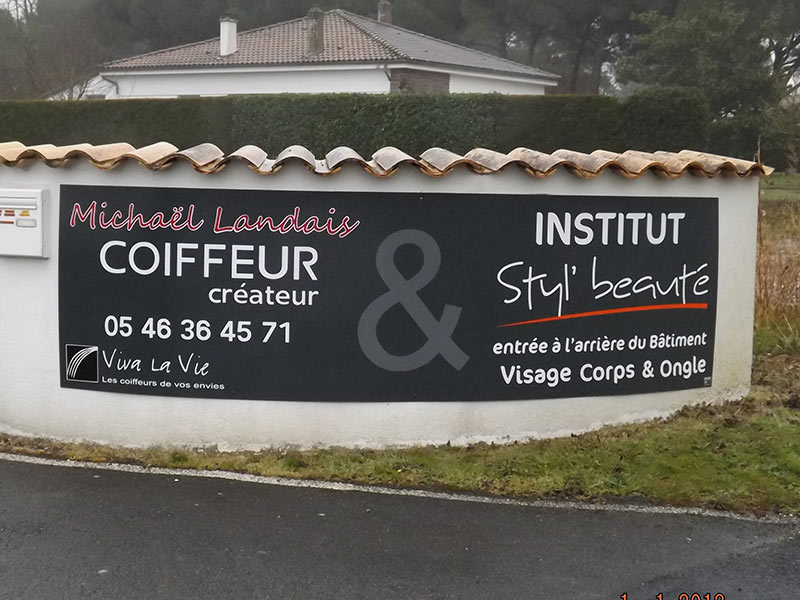 Michaël Landais
COIFFEUR
créateur
05 46 36 45 71
Viva La Vie
Les coiffeurs de vos envies
&
INSTITUT
Styl' beauté
entrée à l'arrière du Bâtiment
Visage Corps & Ongle